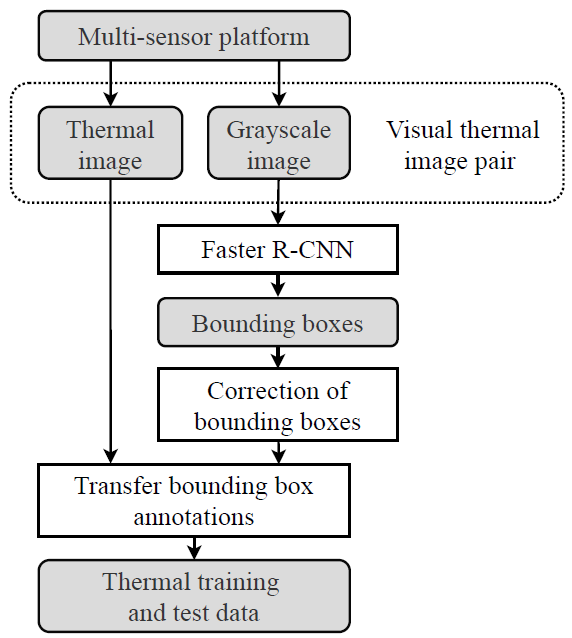 Multi-sensor platform
Thermal
image
Grayscale
image
Visual thermal
image pair
Faster R-CNN
Bounding boxes
Correction of
bounding boxes
Transfer bounding box
annotations
Thermal training
and test data